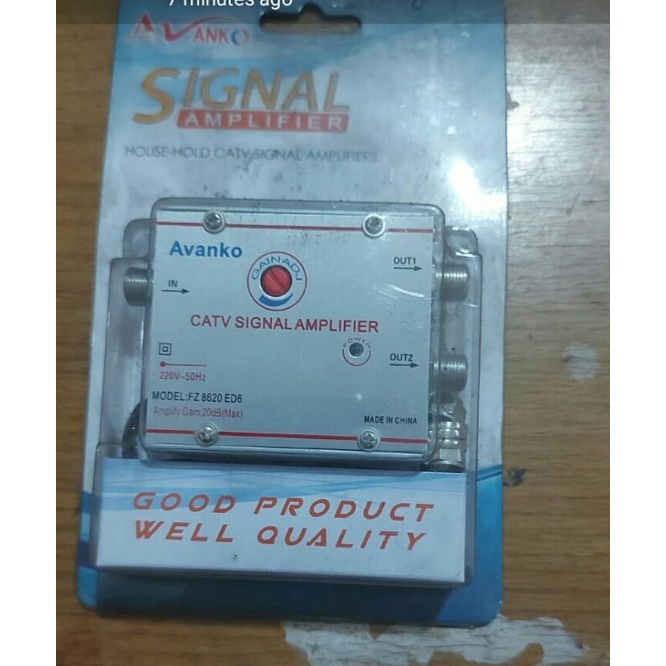 7 minutes ago
AVANKO
SIGNAL
AMPLIFIER
HOUSE-HOLD CATV SIGNAL AMPLIFIERS
Avanko
GAIN ADJ
OUT1
IN
CATV SIGNAL AMPLIFIER
POWER
OUT2
220V~50Hz
MODEL:FZ 8620 ED6
Amplify Gain:20dB(Max)
MADE IN CHINA
GOOD PRODUCT
WELL QUALITY